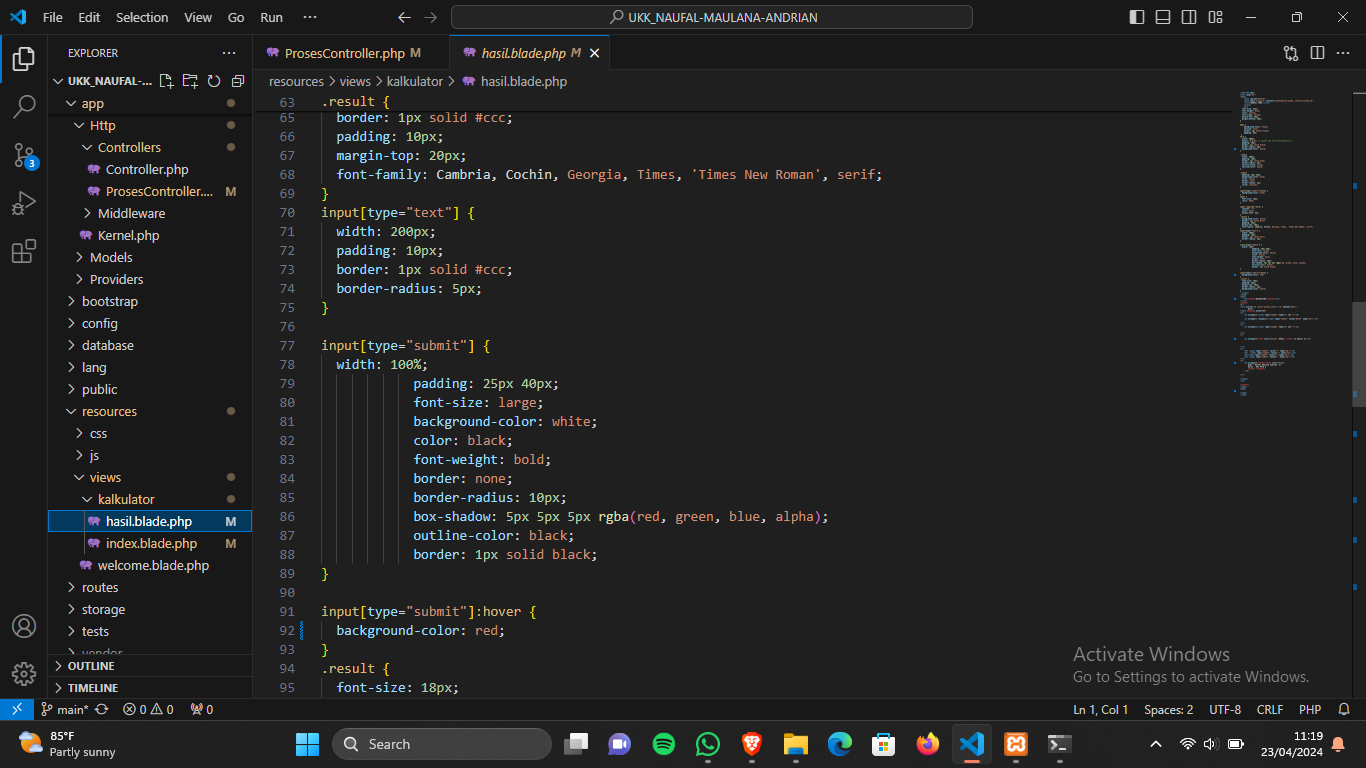 File Edit Selection View Go Run ··· UKK_NAUFAL-MAULANA-ANDRIAN
EXPLORER ···
UKK_NAUFAL-...
app
Http
Controllers
Controller.php
ProsesController.... M
Middleware
Kernel.php
Models
Providers
bootstrap
config
database
lang
public
resources
css
js
views
kalkulator
hasil.blade.php M
index.blade.php M
welcome.blade.php
routes
storage
tests
vendor
OUTLINE
TIMELINE
3
ProsesController.php M hasil.blade.php M
resources > views > kalkulator > hasil.blade.php
63 .result {
65 border: 1px solid #ccc;
66 padding: 10px;
67 margin-top: 20px;
68 font-family: Cambria, Cochin, Georgia, Times, 'Times New Roman', serif;
69 }
70 input[type="text"] {
71 width: 200px;
72 padding: 10px;
73 border: 1px solid #ccc;
74 border-radius: 5px;
75 }
76
77 input[type="submit"] {
78 width: 100%;
79 padding: 25px 40px;
80 font-size: large;
81 background-color: white;
82 color: black;
83 font-weight: bold;
84 border: none;
85 border-radius: 10px;
86 box-shadow: 5px 5px 5px rgba(red, green, blue, alpha);
87 outline-color: black;
88 border: 1px solid black;
89 }
90
91 input[type="submit"]:hover {
92 background-color: red;
93 }
94 .result {
95 font-size: 18px;
Activate Windows
Go to Settings to activate Windows.
main* 0 0 0 Ln 1, Col 1 Spaces: 2 UTF-8 CRLF PHP
85°F
Partly sunny
Search
11:19
23/04/2024